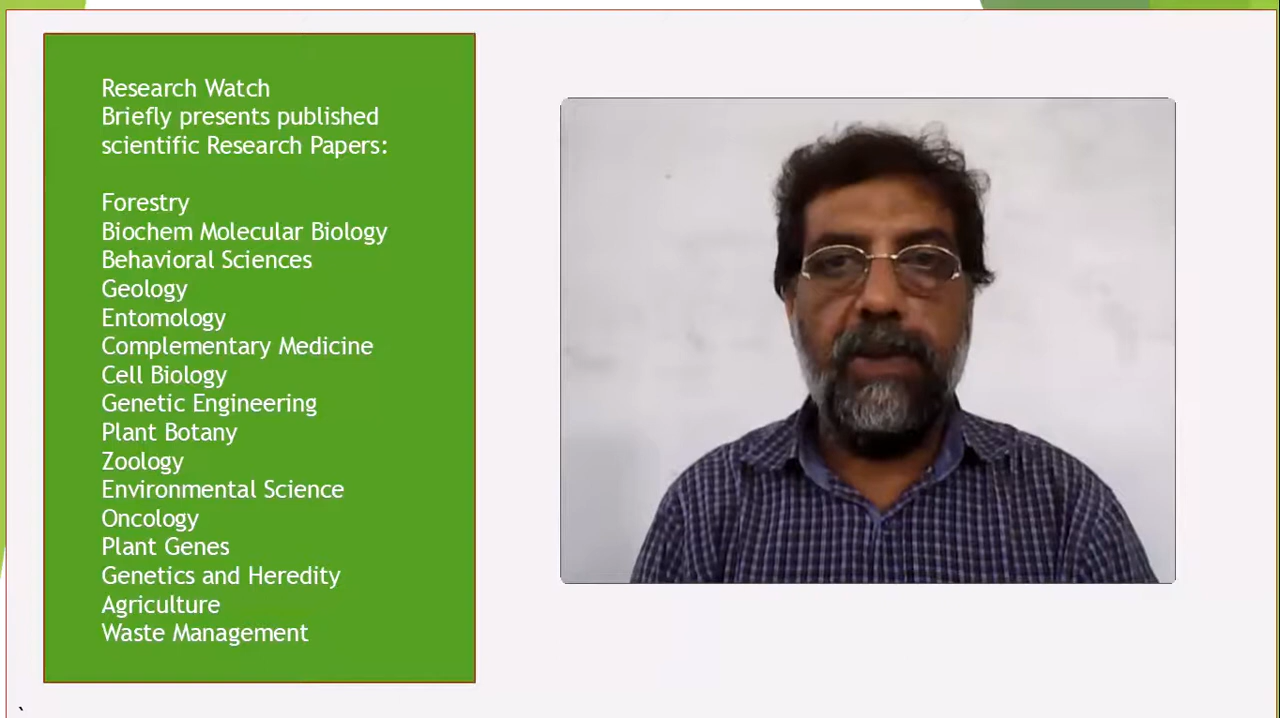 Research Watch
Briefly presents published
scientific Research Papers:
Forestry
Biochem Molecular Biology
Behavioral Sciences
Geology
Entomology
Complementary Medicine
Cell Biology
Genetic Engineering
Plant Botany
Zoology
Environmental Science
Oncology
Plant Genes
Genetics and Heredity
Agriculture
Waste Management
`